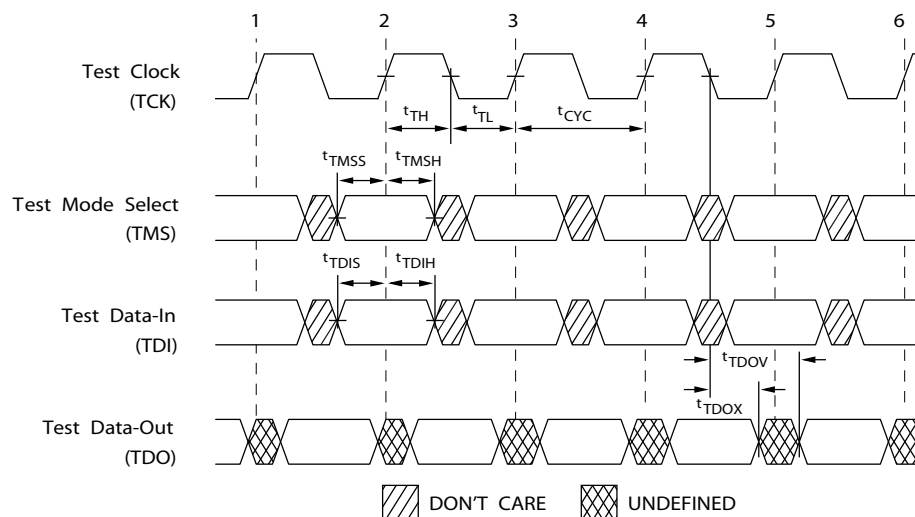 1 2 3 4 5 6
Test Clock
(TCK)
tTH tTL tCYC
tTMSS tTMSH
Test Mode Select
(TMS)
tTDIS tTDIH
Test Data-In
(TDI)
tTDOV
tTDOX
Test Data-Out
(TDO)
DON'T CARE UNDEFINED